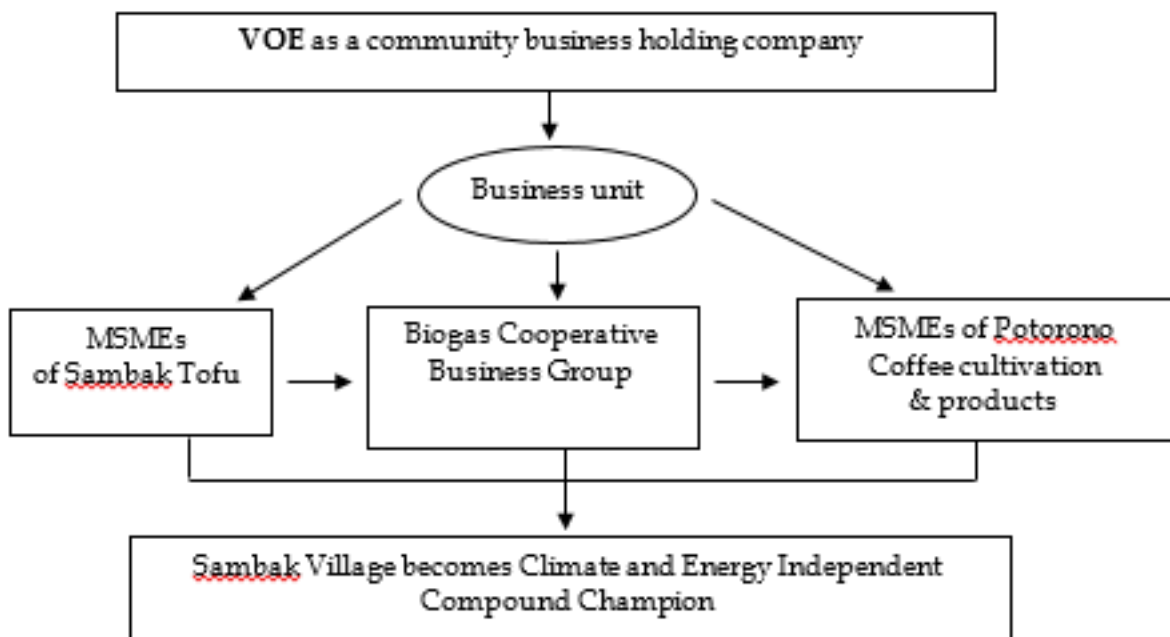 VOE as a community business holding company
Business unit
MSMEs
of Sambak Tofu
Biogas Cooperative
Business Group
MSMEs of Potorono
Coffee cultivation
& products
Sambak Village becomes Climate and Energy Independent
Compound Champion